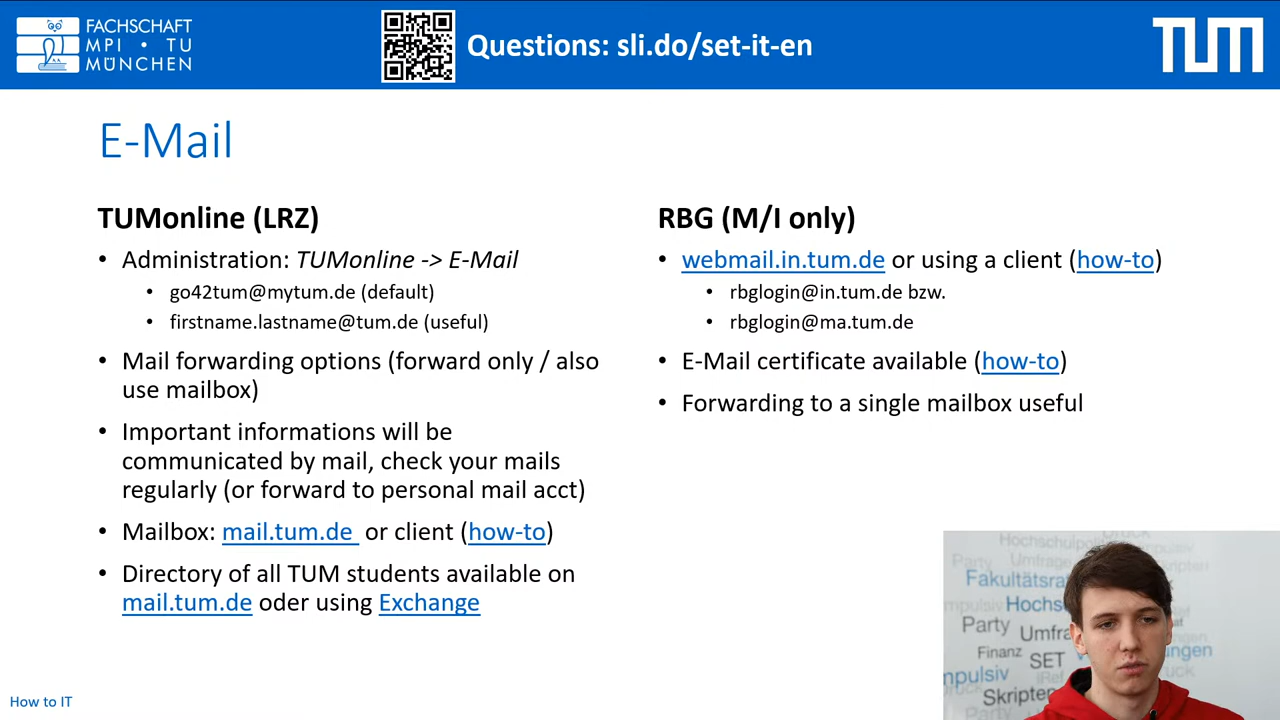 FACHSCHAFT
MPI • TU
MÜNCHEN
Questions: sli.do/set-it-en
TUM
E-Mail
TUMonline (LRZ)
• Administration: TUMonline -> E-Mail
• go42tum@mytum.de (default)
• firstname.lastname@tum.de (useful)
• Mail forwarding options (forward only / also
use mailbox)
• Important informations will be
communicated by mail, check your mails
regularly (or forward to personal mail acct)
• Mailbox: mail.tum.de or client (how-to)
• Directory of all TUM students available on
mail.tum.de oder using Exchange
RBG (M/I only)
• webmail.in.tum.de or using a client (how-to)
• rbglogin@in.tum.de bzw.
• rbglogin@ma.tum.de
• E-Mail certificate available (how-to)
• Forwarding to a single mailbox useful
Umfrage
Party
Finanz
SET
Skripten
How to IT